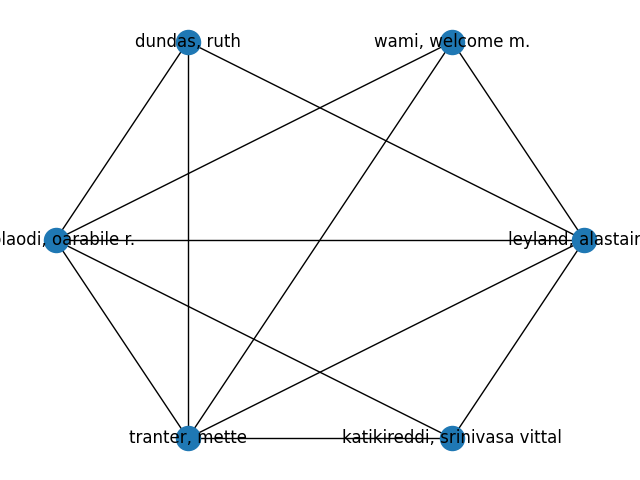 dundas, ruth
wami, welcome m.
laodi, oarabile r.
leyland, alastair
tranter, mette
katikireddi, srinivasa vittal